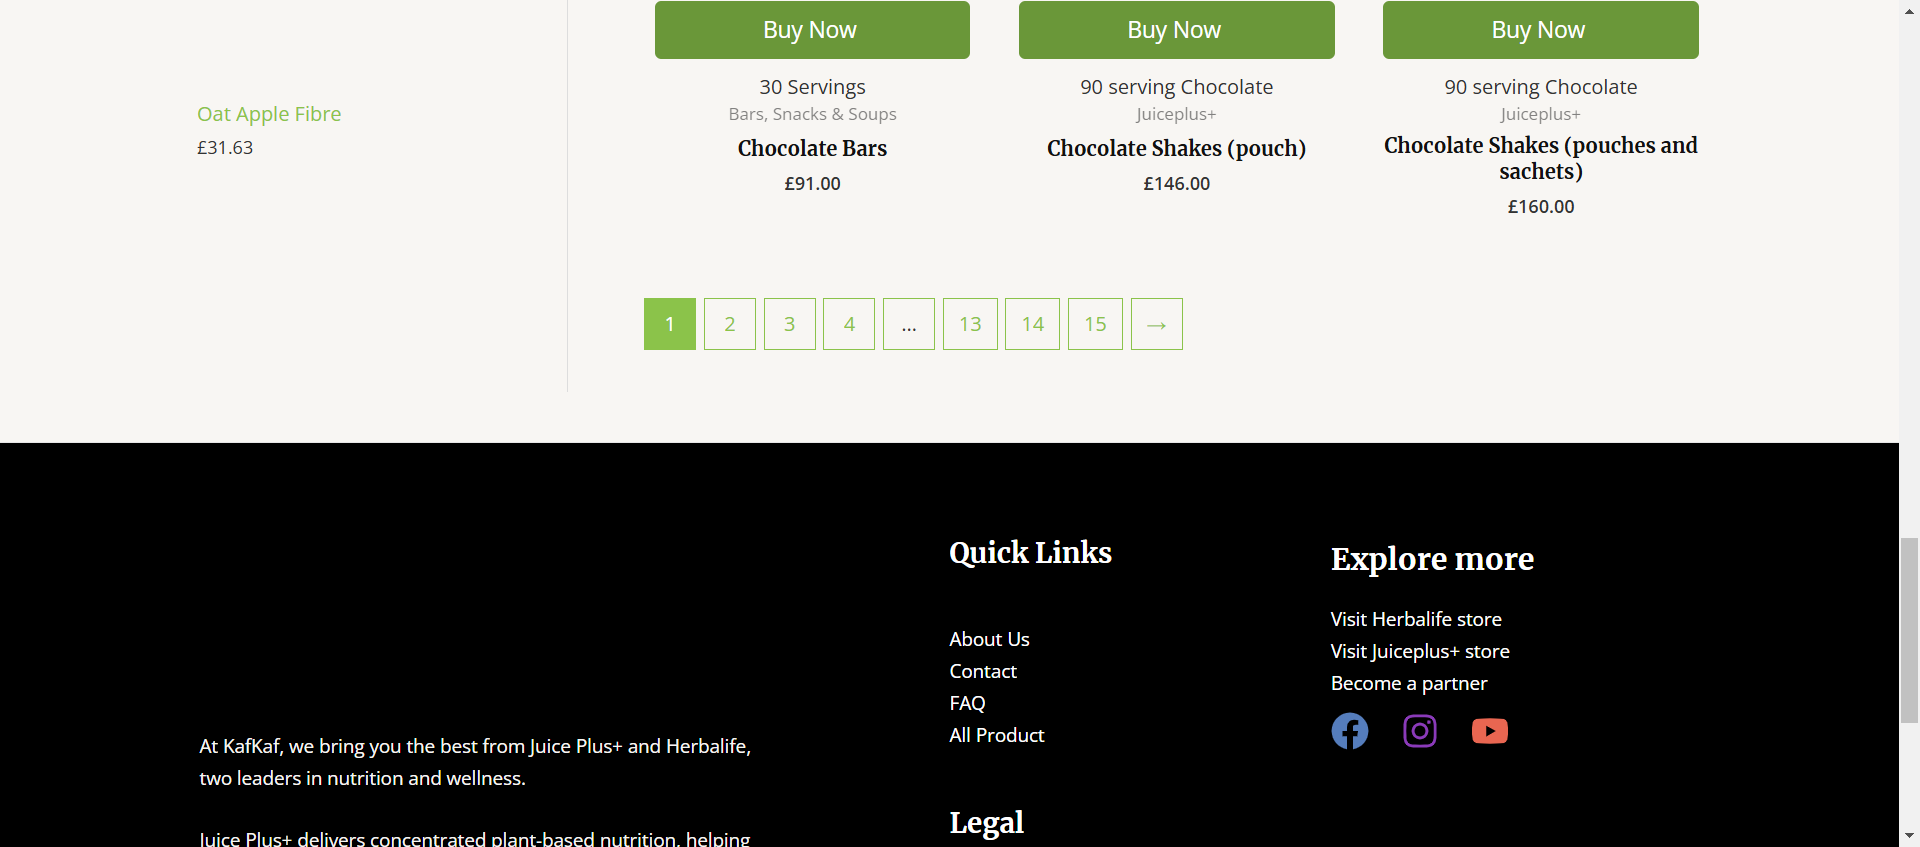 Oat Apple Fibre
£31.63
Buy Now
30 Servings
Bars, Snacks & Soups
Chocolate Bars
£91.00
Buy Now
90 serving Chocolate
Juiceplus+
Chocolate Shakes (pouch)
£146.00
Buy Now
90 serving Chocolate
Juiceplus+
Chocolate Shakes (pouches and
sachets)
£160.00
1 2 3 4 … 13 14 15 →
At KafKaf, we bring you the best from Juice Plus+ and Herbalife,
two leaders in nutrition and wellness.
Juice Plus+ delivers concentrated plant-based nutrition, helping
Quick Links
About Us
Contact
FAQ
All Product
Legal
Explore more
Visit Herbalife store
Visit Juiceplus+ store
Become a partner